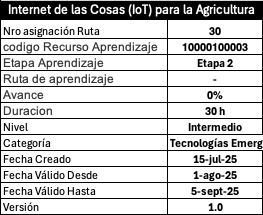 Internet de las Cosas (IoT) para la Agricultura
Nro asignación Ruta 30
codigo Recurso Aprendizaje 10000100003
Etapa Aprendizaje Etapa 2
Ruta de aprendizaje -
Avance 0%
Duracion 30 h
Nivel Intermedio
Categoría Tecnologías Emerg
Fecha Creado 15-jul-25
Fecha Válido Desde 1-ago-25
Fecha Válido Hasta 5-sept-25
Versión 1.0